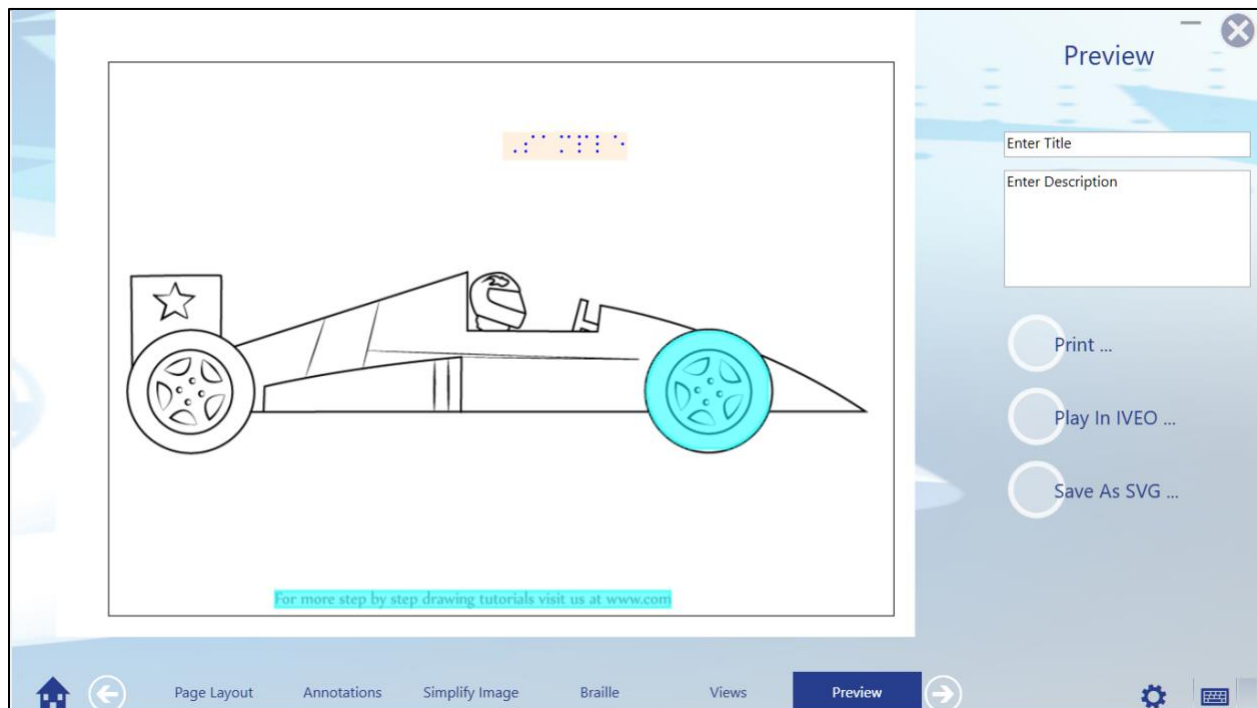 Preview
⠠⠎⠁⠍⠏⠇⠑
Enter Title
Enter Description
Print ...
Play In IVEO ...
Save As SVG ...
For more step by step drawing tutorials visit us at www.com
Page Layout Annotations Simplify Image Braille Views Preview